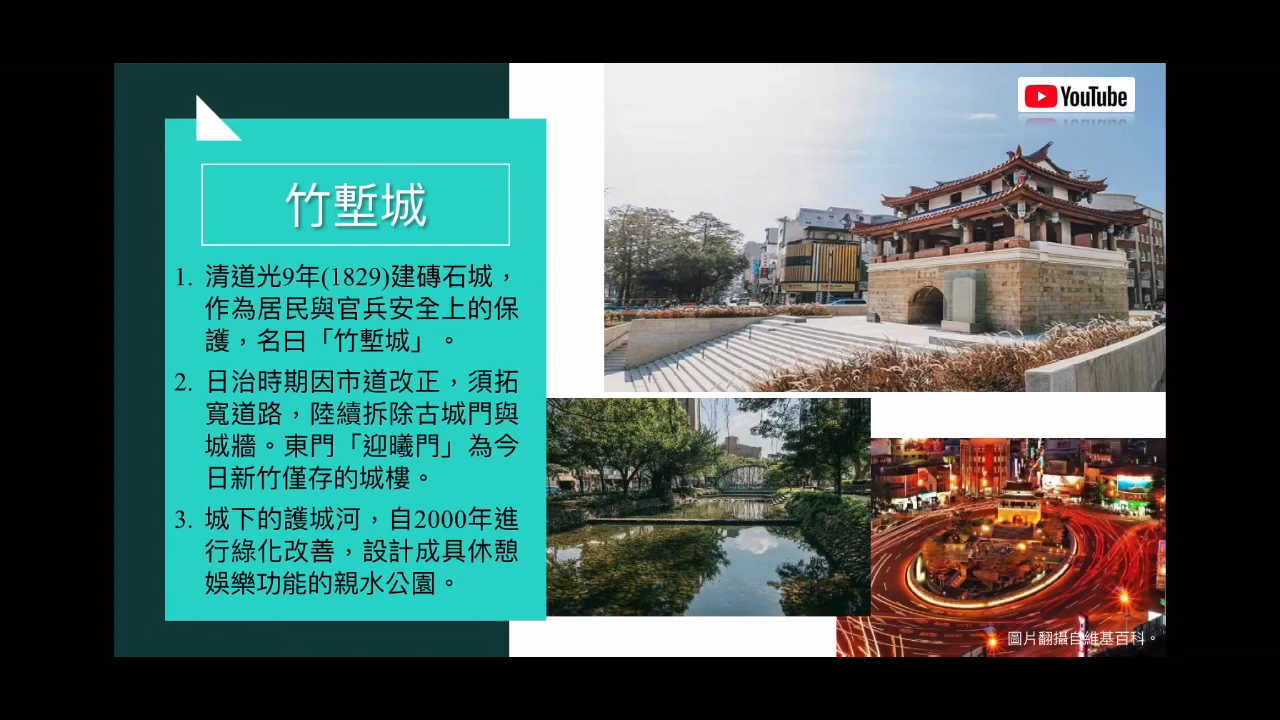 竹塹城
1. 清道光9年(1829)建磚石城，
作為居民與官兵安全上的保
護，名曰「竹塹城」。
2. 日治時期因市道改正，須拓
寬道路，陸續拆除古城門與
城牆。東門「迎曦門」為今
日新竹僅存的城樓。
3. 城下的護城河，自2000年進
行綠化改善，設計成具休憩
娛樂功能的親水公園。
YouTube
圖片翻攝自維基百科。